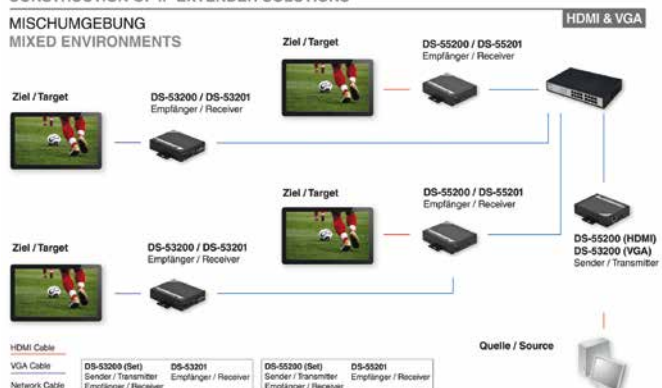 MISCHUMGEBUNG
MIXED ENVIRONMENTS
HDMI & VGA
Ziel / Target
DS-55200 / DS-55201
Empfänger / Receiver
Ziel / Target
DS-53200 / DS-53201
Empfänger / Receiver
Ziel / Target
DS-55200 / DS-55201
Empfänger / Receiver
DS-55200 (HDMI)
DS-53200 (VGA)
Sender / Transmitter
Ziel / Target
DS-53200 / DS-53201
Empfänger / Receiver
Quelle / Source
HDMI Cable
VGA Cable
Network Cable
DS-53200 (Set)
Sender / Transmitter
Empfänger / Receiver
DS-53201
Empfänger / Receiver
DS-55200 (Set)
Sender / Transmitter
Empfänger / Receiver
DS-55201
Empfänger / Receiver